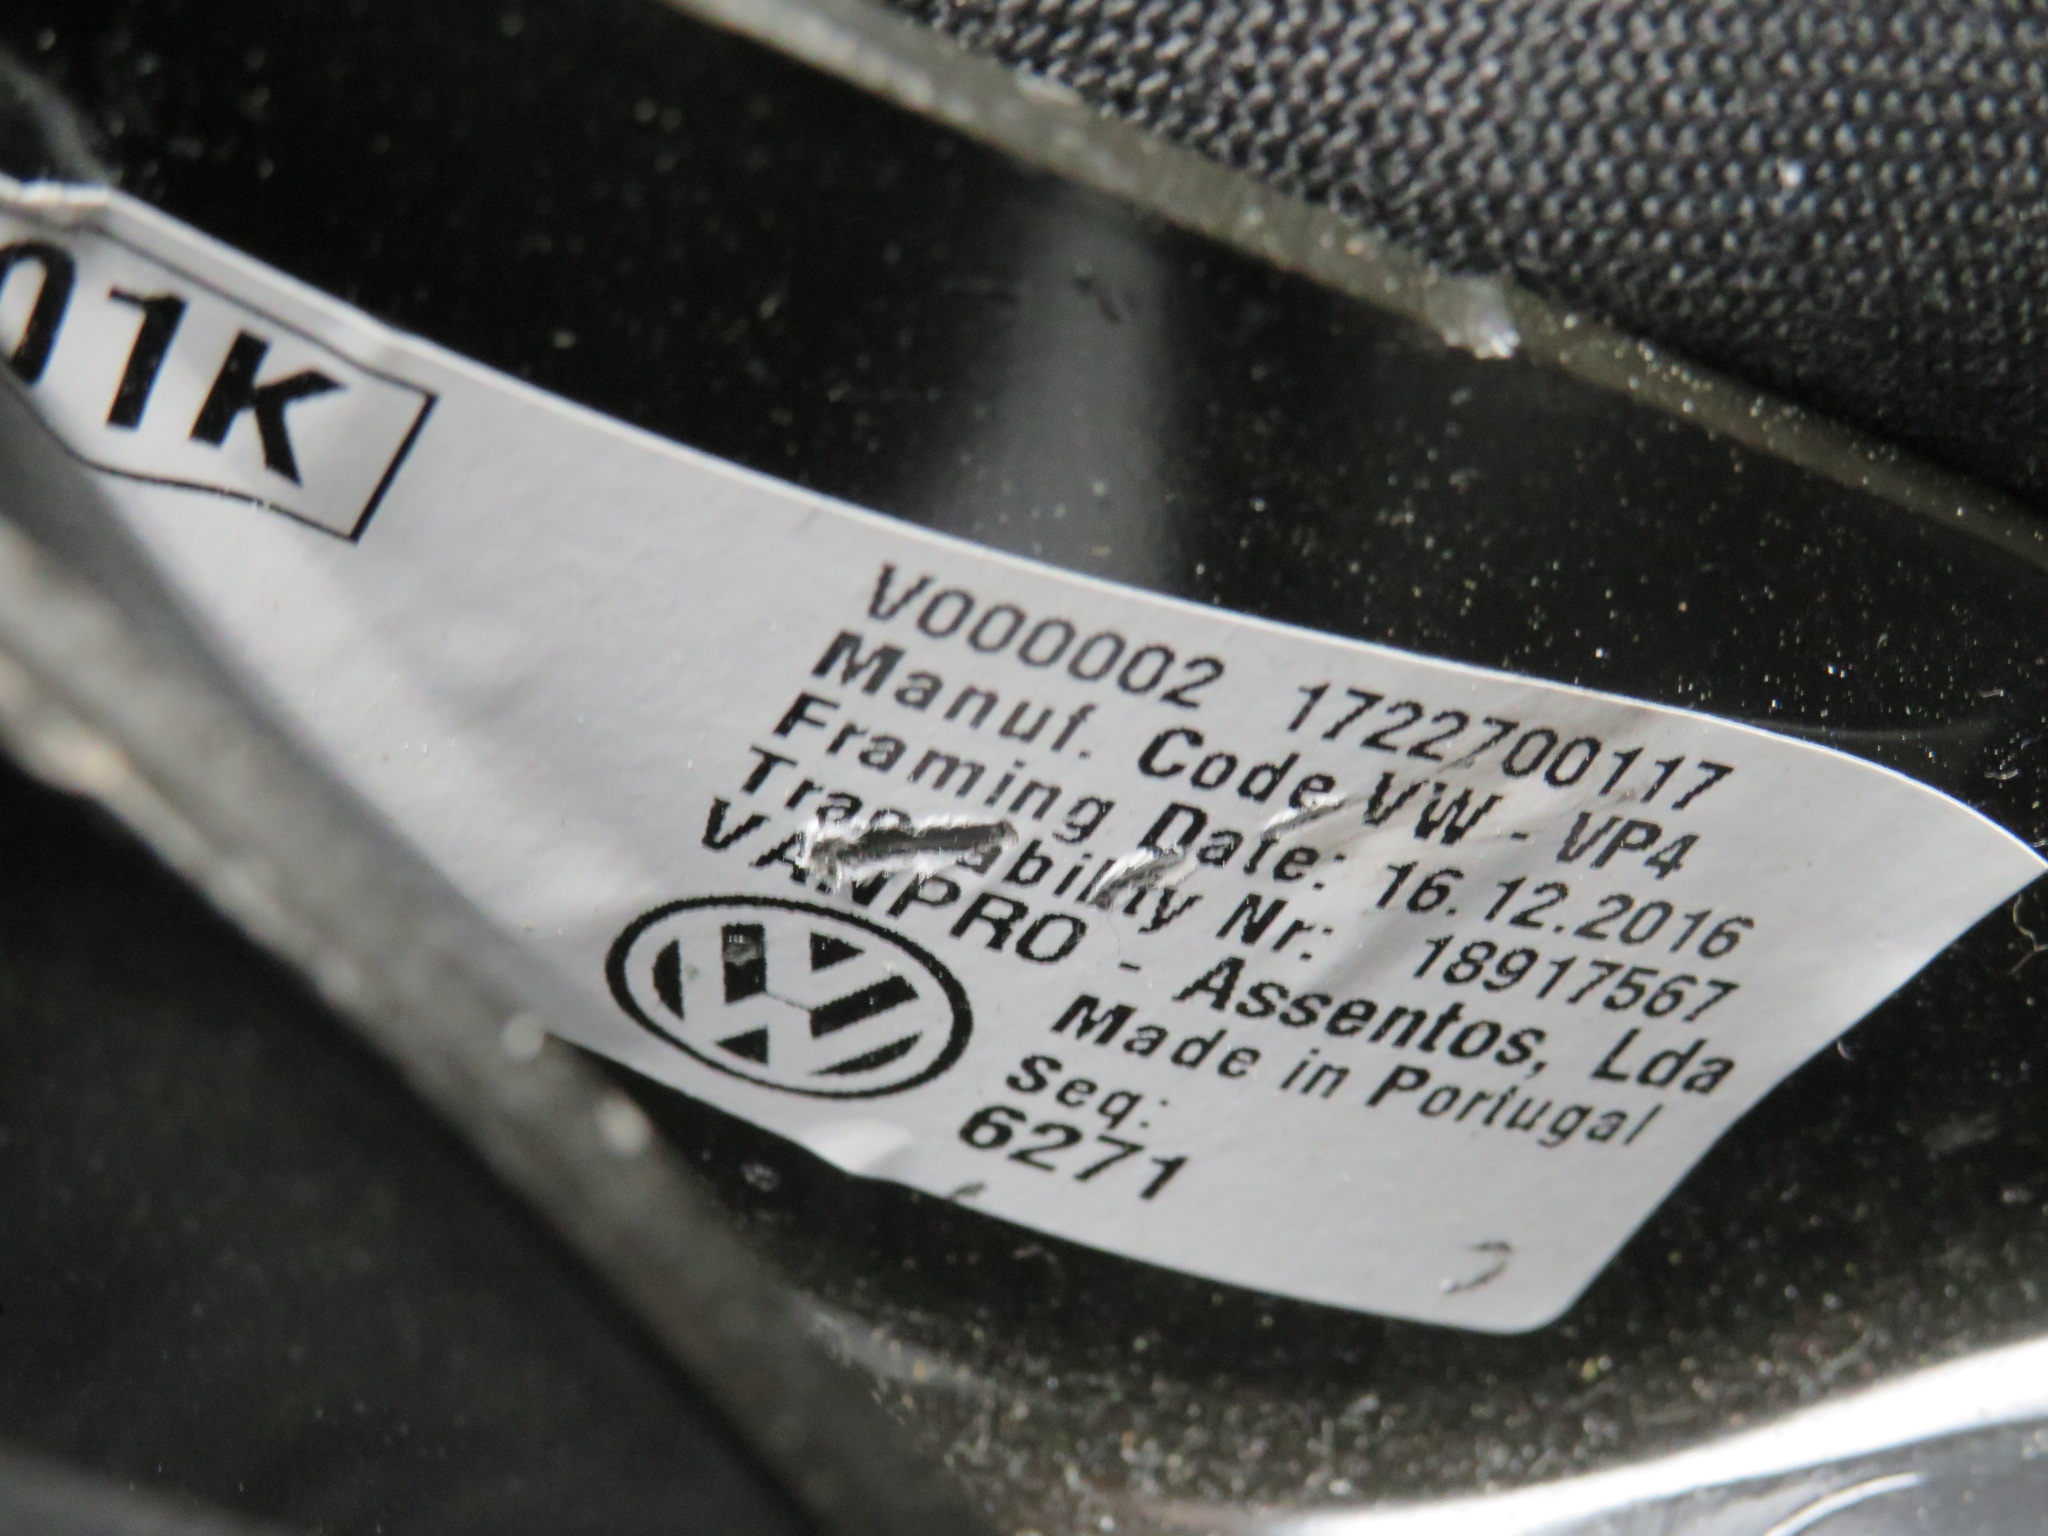 01K
V000002 1722700117
Manuf. Code VW - VP4
Framing Date: 16.12.2016
Traceability Nr: 18917567
VANPRO - Assentos, Lda
Made in Portugal
Seq:
6271